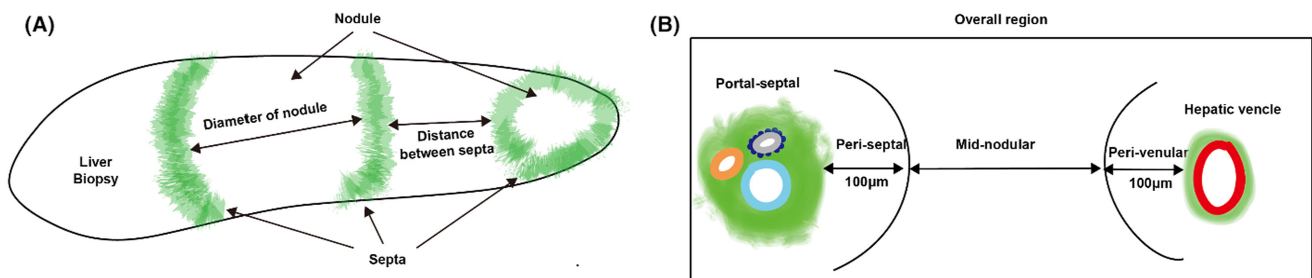 (A)
Nodule
Diameter of nodule
Distance
between septa
Liver
Biopsy
Septa
(B)
Overall region
Portal-septal
Hepatic vencle
Peri-septal
Mid-nodular
Peri-venular
100μm
100μm